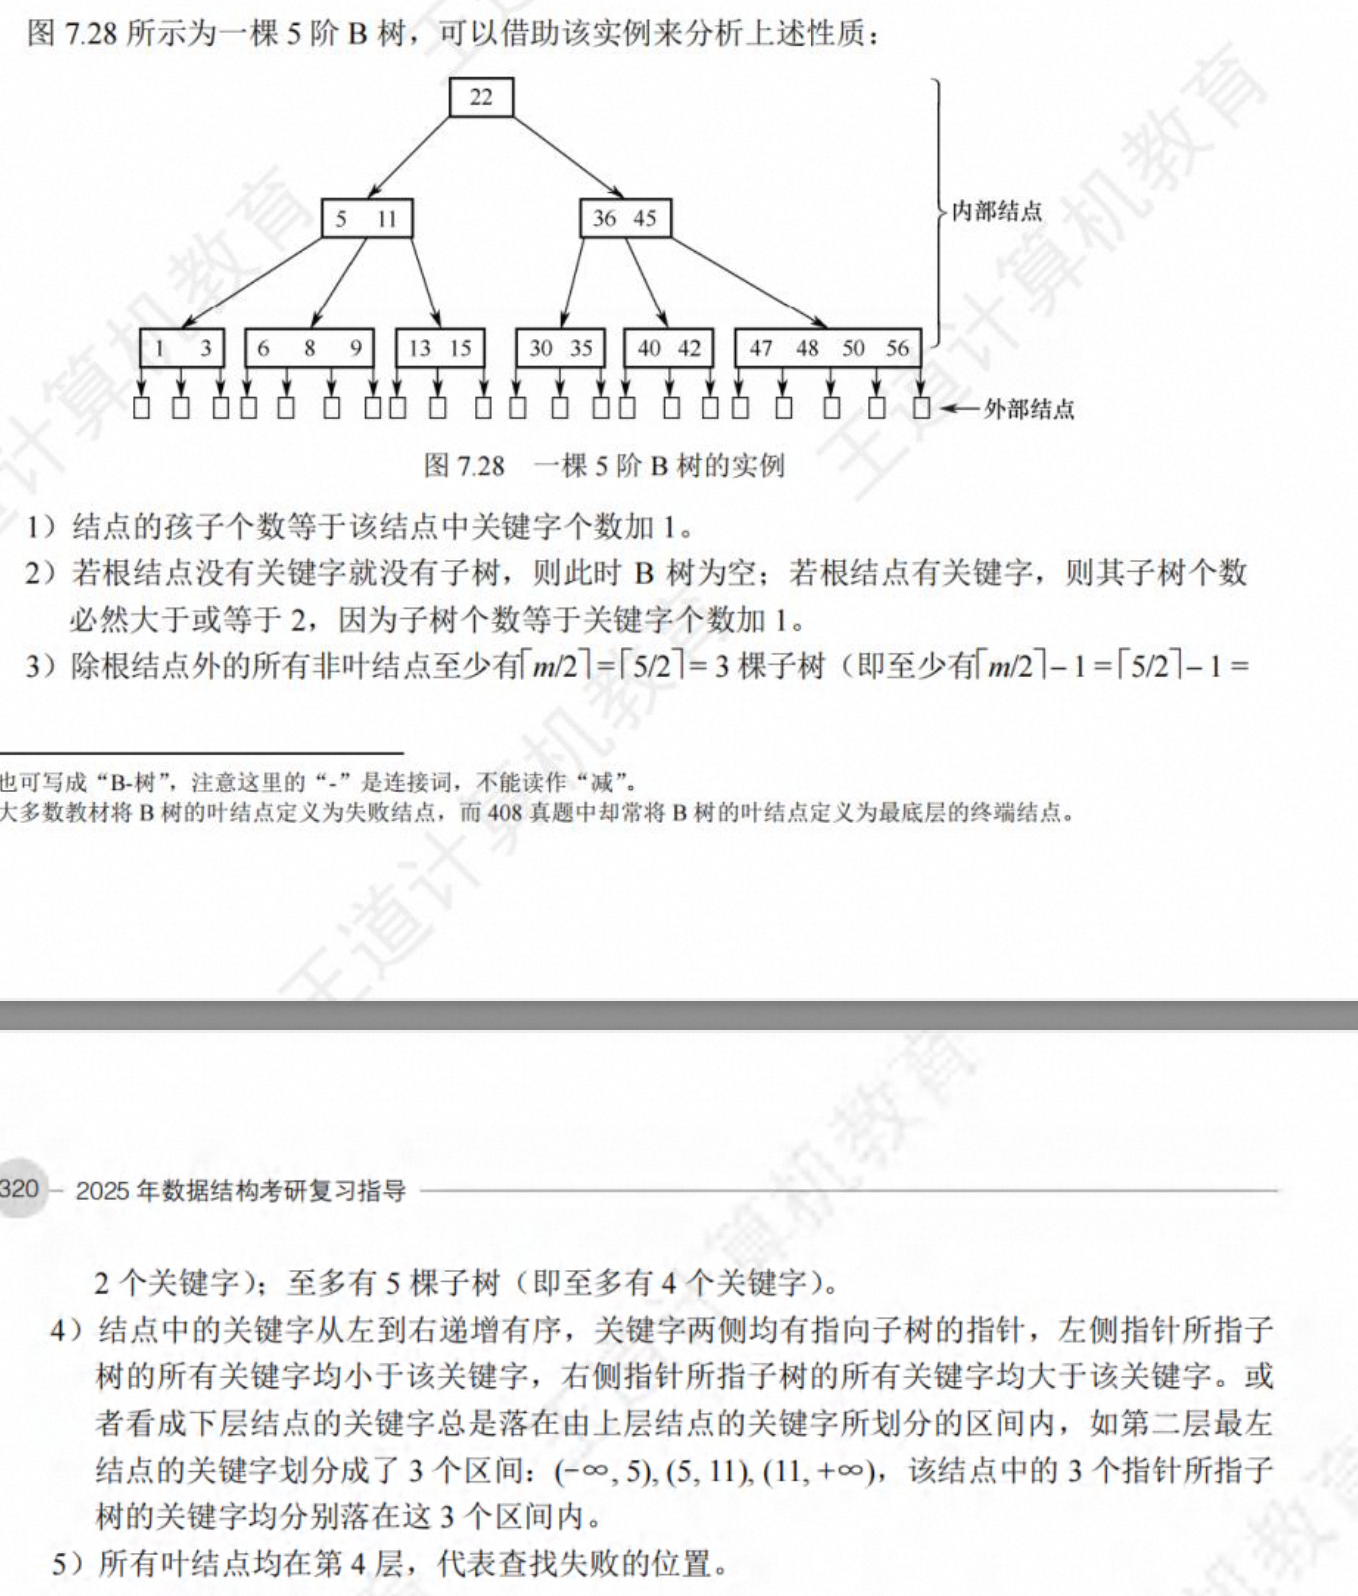 图 7.28 所示为一棵 5 阶 B 树，可以借助该实例来分析上述性质：
22
5 11
36 45
内部结点
1 3
6 8 9
13 15
30 35
40 42
47 48 50 56
外部结点
图 7.28 一棵 5 阶 B 树的实例
1）结点的孩子个数等于该结点中关键字个数加 1。
2）若根结点没有关键字就没有子树，则此时 B 树为空；若根结点有关键字，则其子树个数
必然大于或等于 2，因为子树个数等于关键字个数加 1。
3）除根结点外的所有非叶结点至少有⌈m/2⌉=⌈5/2⌉= 3 棵子树（即至少有⌈m/2⌉– 1 =⌈5/2⌉– 1 =
也可写成“B-树”，注意这里的“-”是连接词，不能读作“减”。
大多数教材将 B 树的叶结点定义为失败结点，而 408 真题中却常将 B 树的叶结点定义为最底层的终端结点。
320 2025 年数据结构考研复习指导
2 个关键字）；至多有 5 棵子树（即至多有 4 个关键字）。
4）结点中的关键字从左到右递增有序，关键字两侧均有指向子树的指针，左侧指针所指子
树的所有关键字均小于该关键字，右侧指针所指子树的所有关键字均大于该关键字。或
者看成下层结点的关键字总是落在由上层结点的关键字所划分的区间内，如第二层最左
结点的关键字划分成了 3 个区间：(−∞, 5), (5, 11), (11, +∞)，该结点中的 3 个指针所指子
树的关键字均分别落在这 3 个区间内。
5）所有叶结点均在第 4 层，代表查找失败的位置。
王道计算机教育